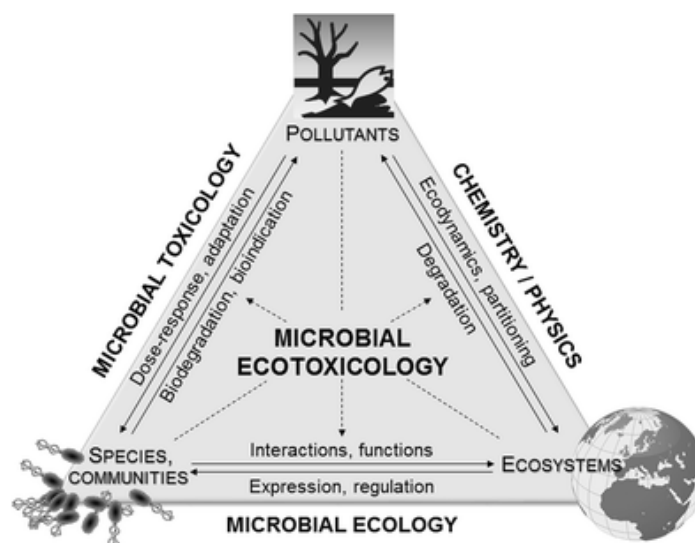 POLLUTANTS
MICROBIAL TOXICOLOGY
Dose-response, adaptation
Biodegradation, bioindication
CHEMISTRY / PHYSICS
Ecodynamics, partitioning
Degradation
MICROBIAL
ECOTOXICOLOGY
SPECIES,
COMMUNITIES
Interactions, functions
Expression, regulation
ECOSYSTEMS
MICROBIAL ECOLOGY